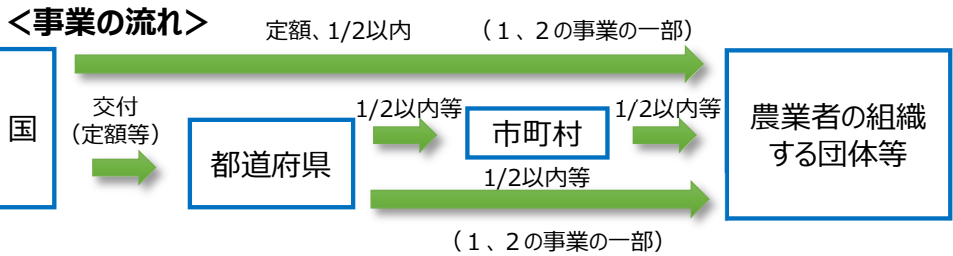 ＜事業の流れ＞
定額、1/2以内
（１、２の事業の一部）
国
交付
（定額等）
都道府県
1/2以内等
市町村
1/2以内等
1/2以内等
（１、２の事業の一部）
農業者の組織
する団体等